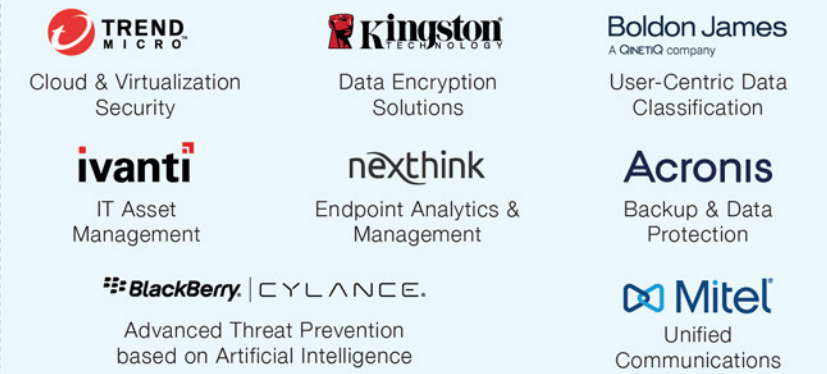 TREND
MICRO™
Kingston
TECHNOLOGY
Boldon James
A QINETIQ company
Cloud & Virtualization
Security
Data Encryption
Solutions
User-Centric Data
Classification
ivanti
nexthink
Acronis
IT Asset
Management
Endpoint Analytics &
Management
Backup & Data
Protection
BlackBerry. | CYLANCE.
Mitel
Advanced Threat Prevention
based on Artificial Intelligence
Unified
Communications